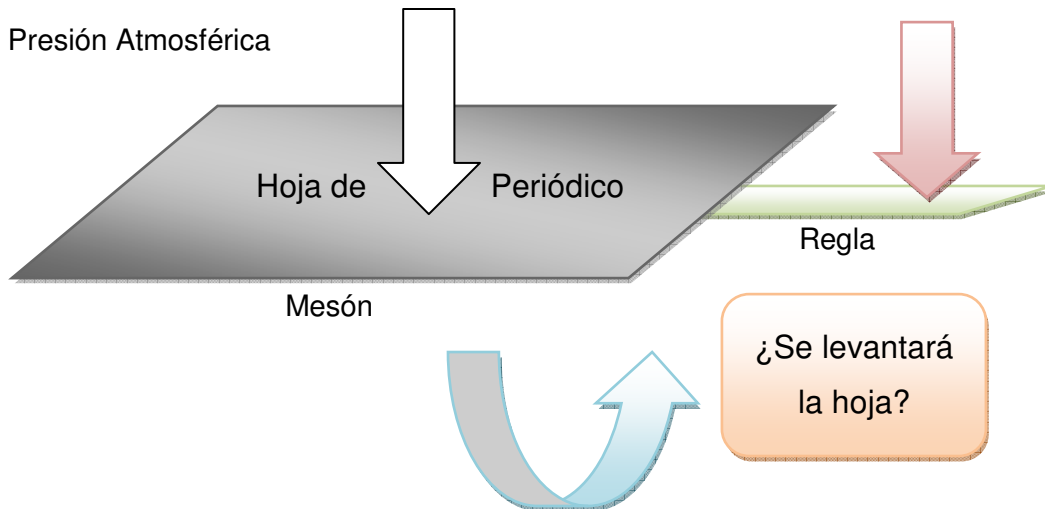 Presión Atmosférica
Hoja de Periódico
Regla
Mesón
¿Se levantará
la hoja?